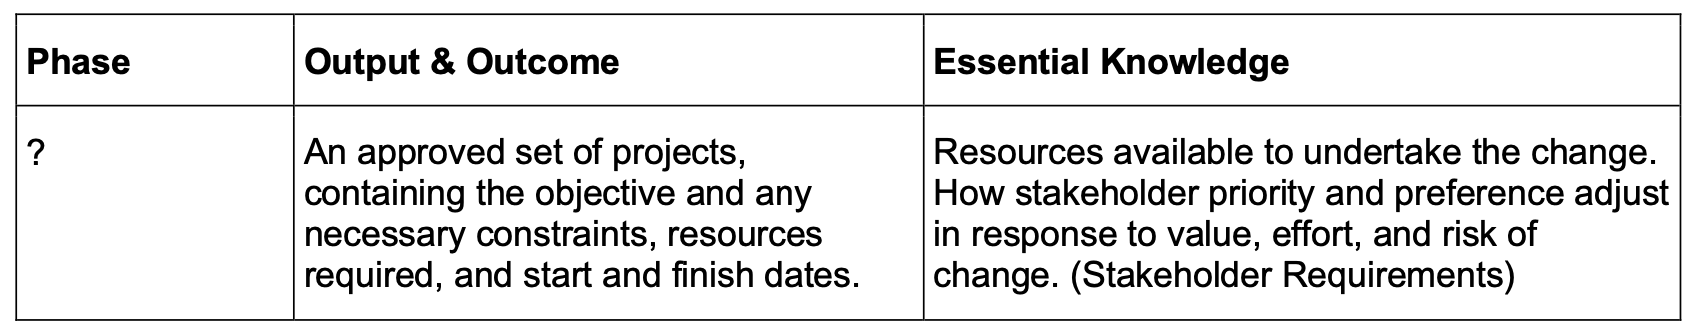 Phase
Output & Outcome
Essential Knowledge
?
An approved set of projects,
containing the objective and any
necessary constraints, resources
required, and start and finish dates.
Resources available to undertake the change.
How stakeholder priority and preference adjust
in response to value, effort, and risk of
change. (Stakeholder Requirements)